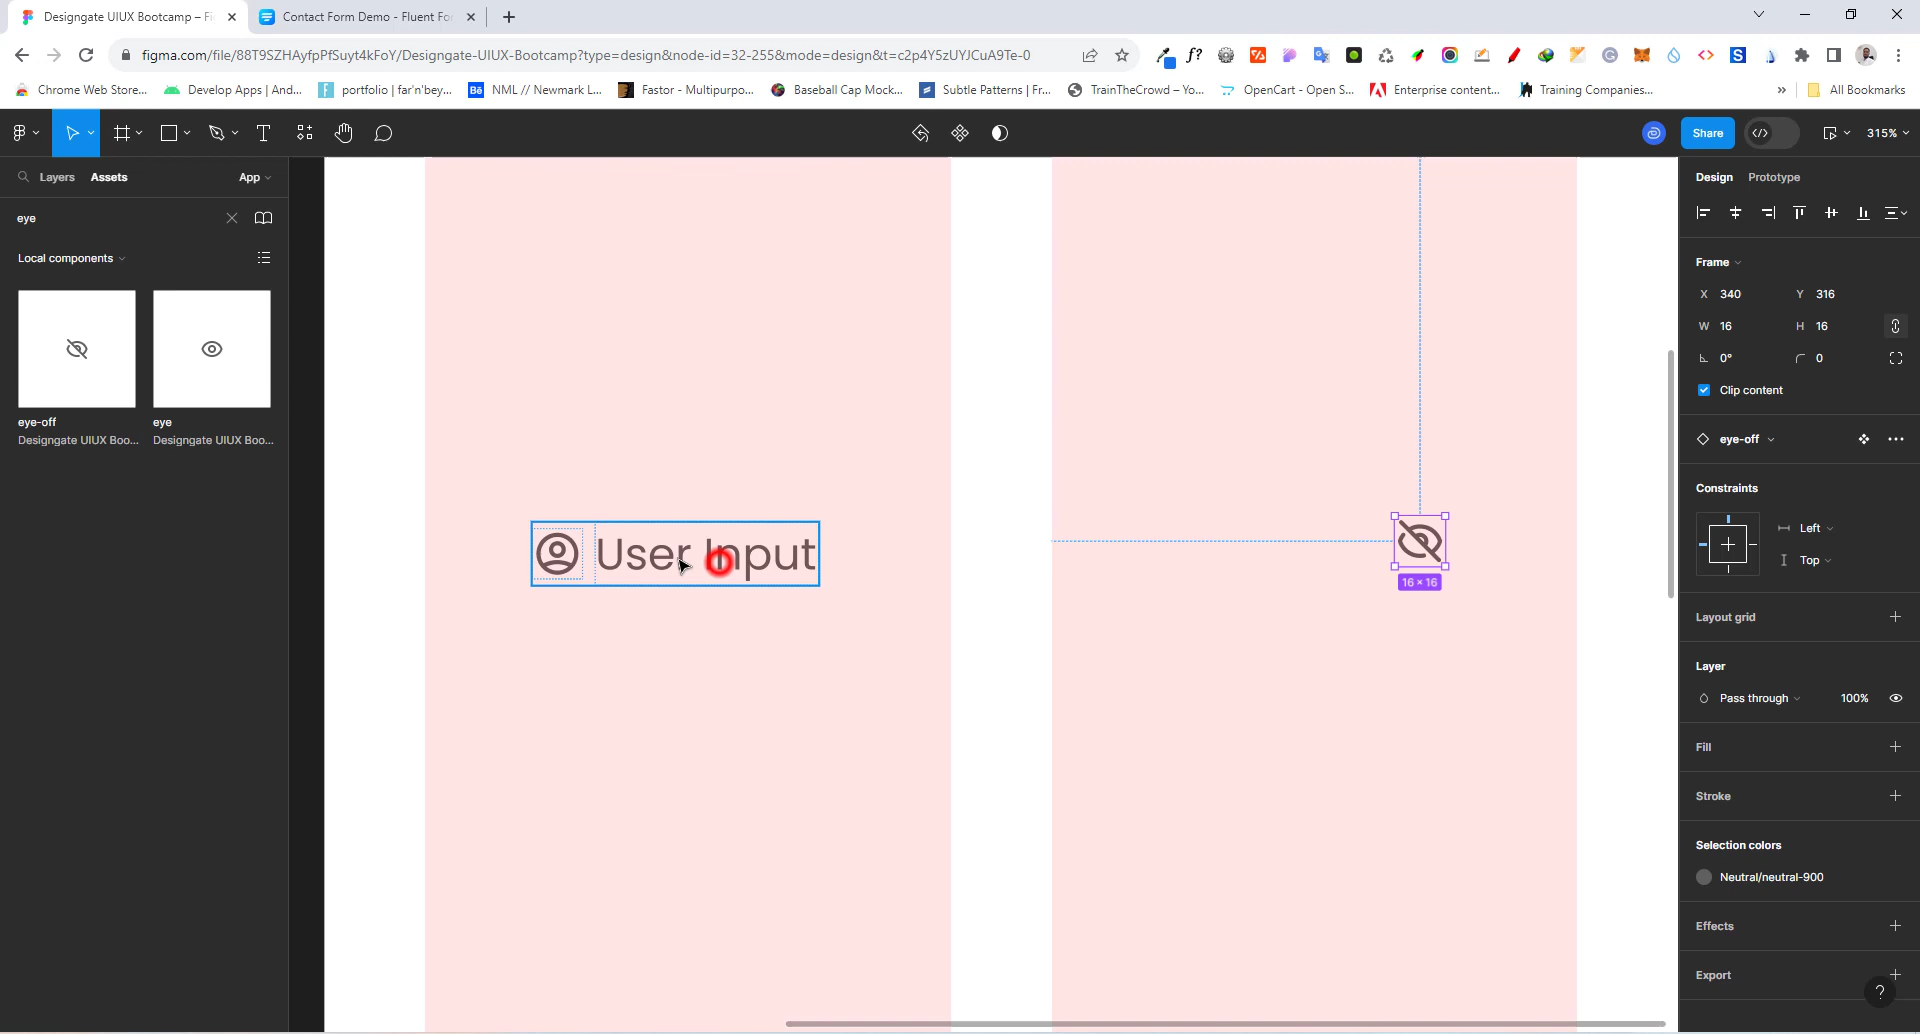 Designgate UIUX Bootcamp – Fi
Contact Form Demo - Fluent Fo
figma.com/file/88T9SZHAyfpPfSuyt4kFoY/Designgate-UIUX-Bootcamp?type=design&node-id=32-255&mode=design&t=c2p4Y5zUYJCuA9Te-0
Chrome Web Store...
Develop Apps | And...
portfolio | far'n'bey...
NML // Newmark L...
Fastor - Multipurpo...
Baseball Cap Mock...
Subtle Patterns | Fr...
TrainTheCrowd – Yo...
OpenCart - Open S...
Enterprise content...
Training Companies...
»
All Bookmarks
Share
315%
Layers
Assets
App
eye
Local components
eye-off
Designgate UIUX Boo...
eye
Designgate UIUX Boo...
User Input
16 × 16
Design
Prototype
Frame
X 340
Y 316
W 16
H 16
0°
0
Clip content
eye-off
Constraints
Left
Top
Layout grid
Layer
Pass through
100%
Fill
Stroke
Selection colors
Neutral/neutral-900
Effects
Export
?